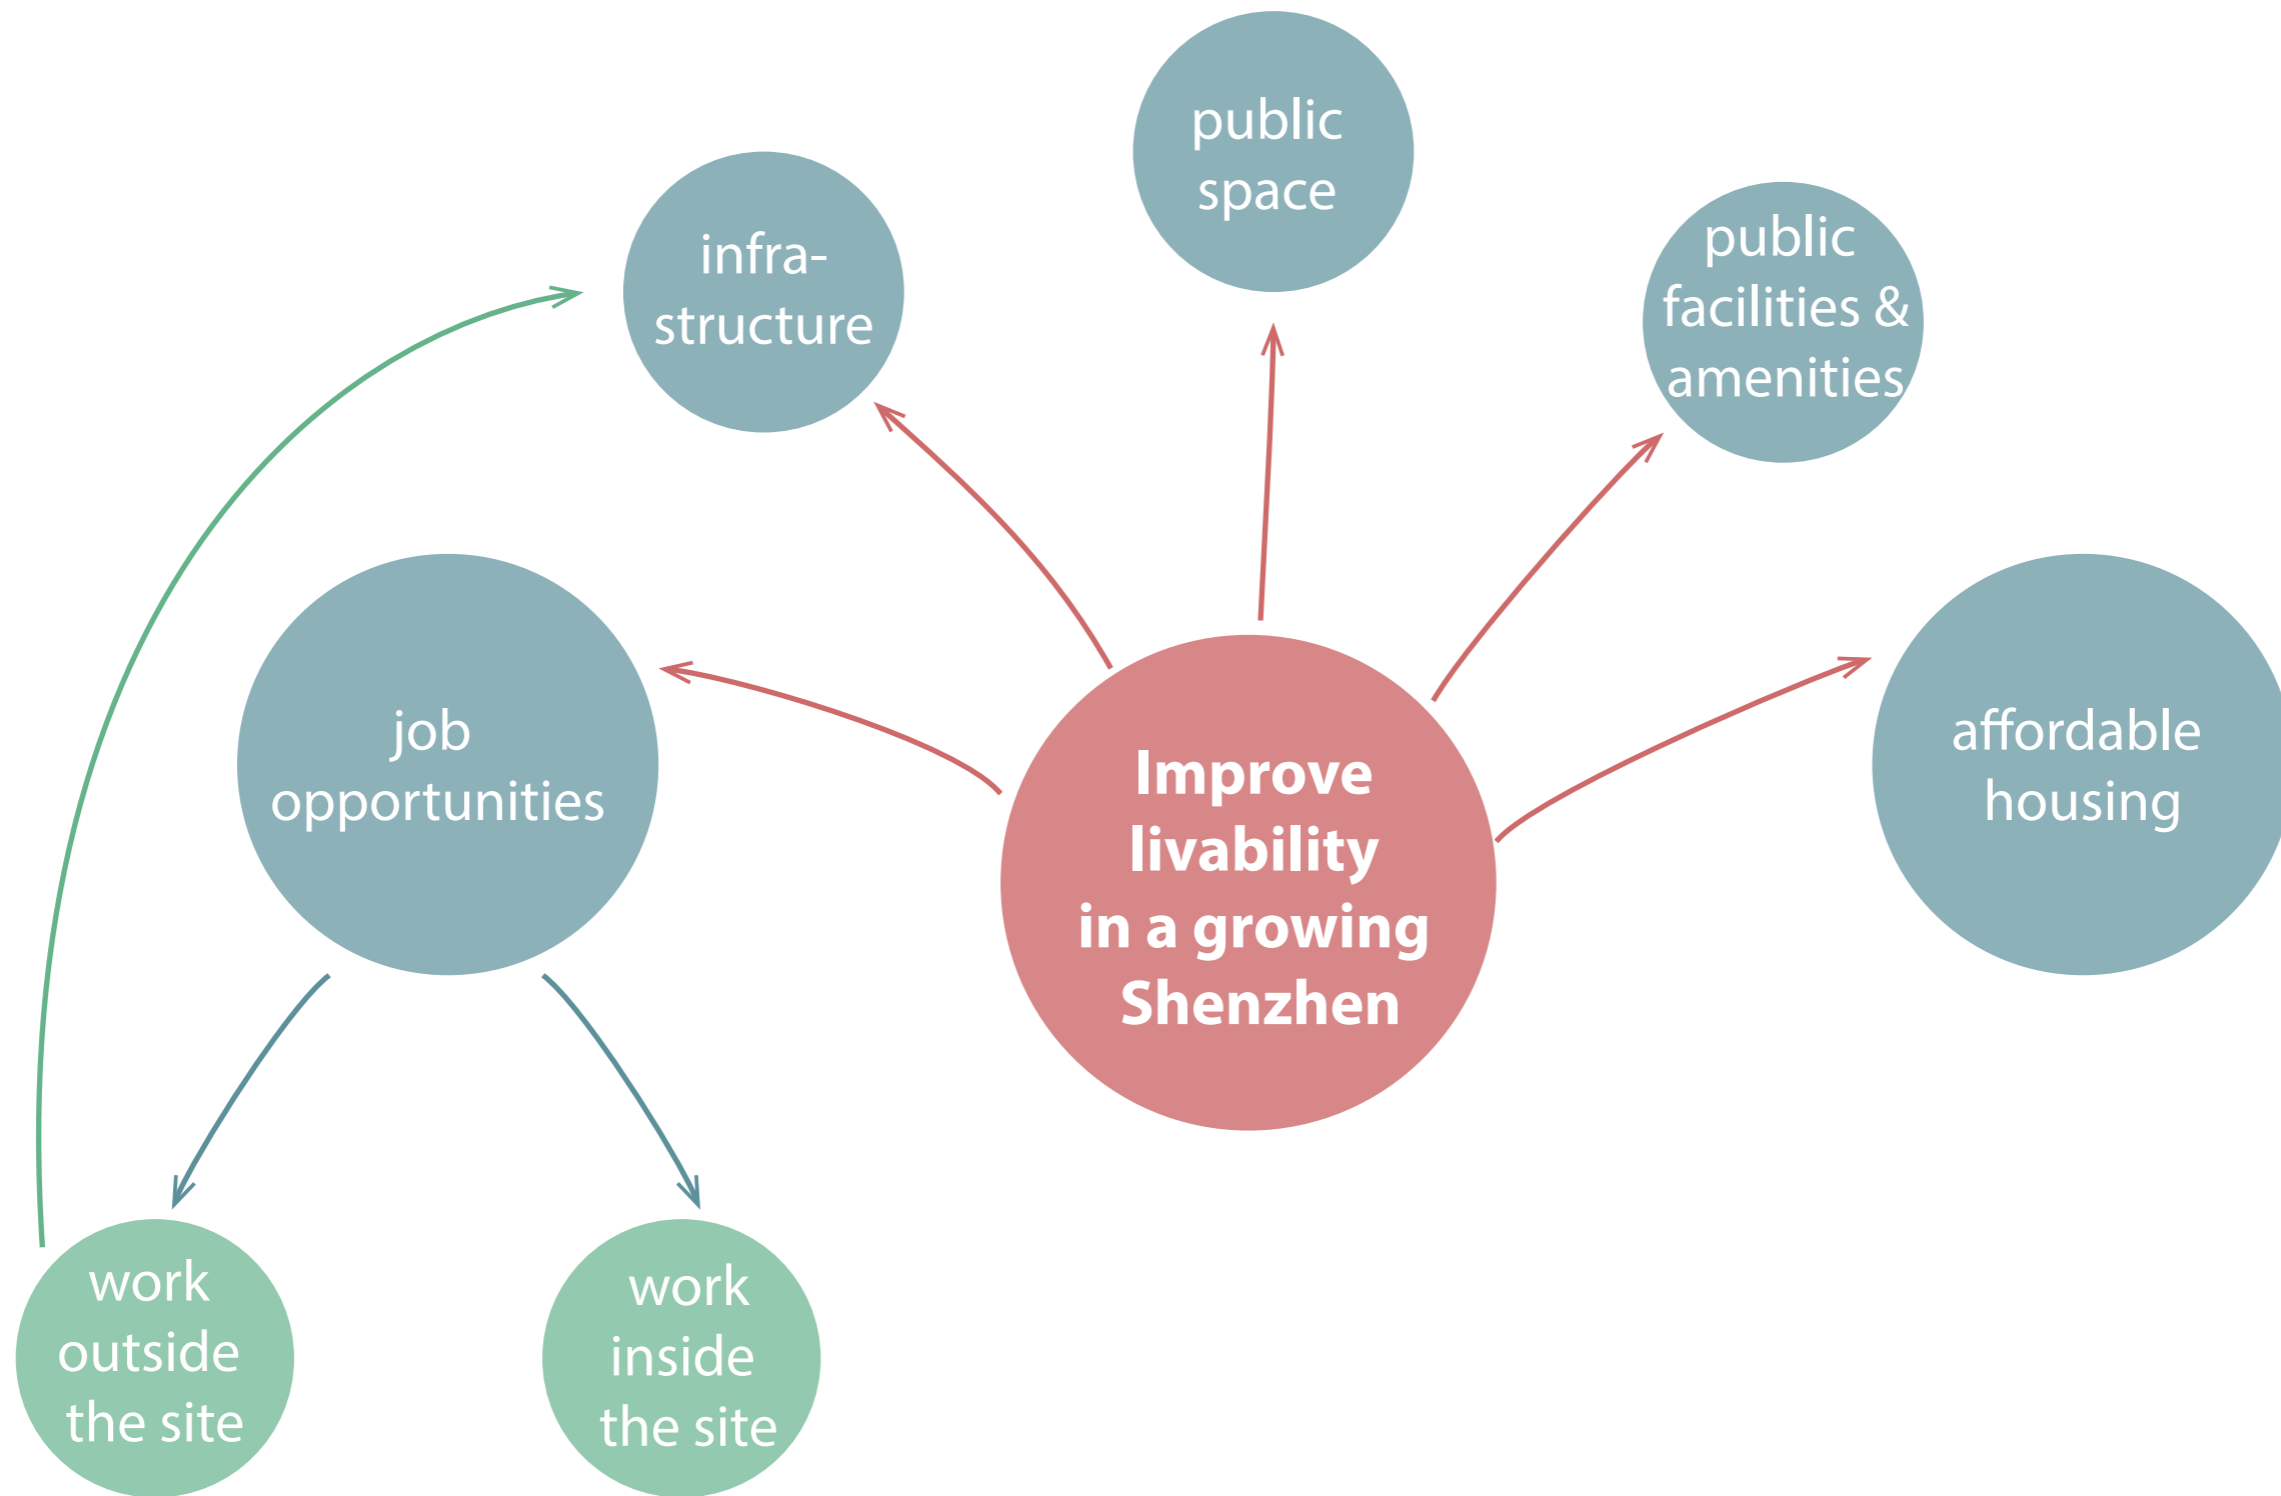 public
space
infra-
structure
public
facilities &
amenities
job
opportunities
Improve
livability
in a growing
Shenzhen
affordable
housing
work
outside
the site
work
inside
the site